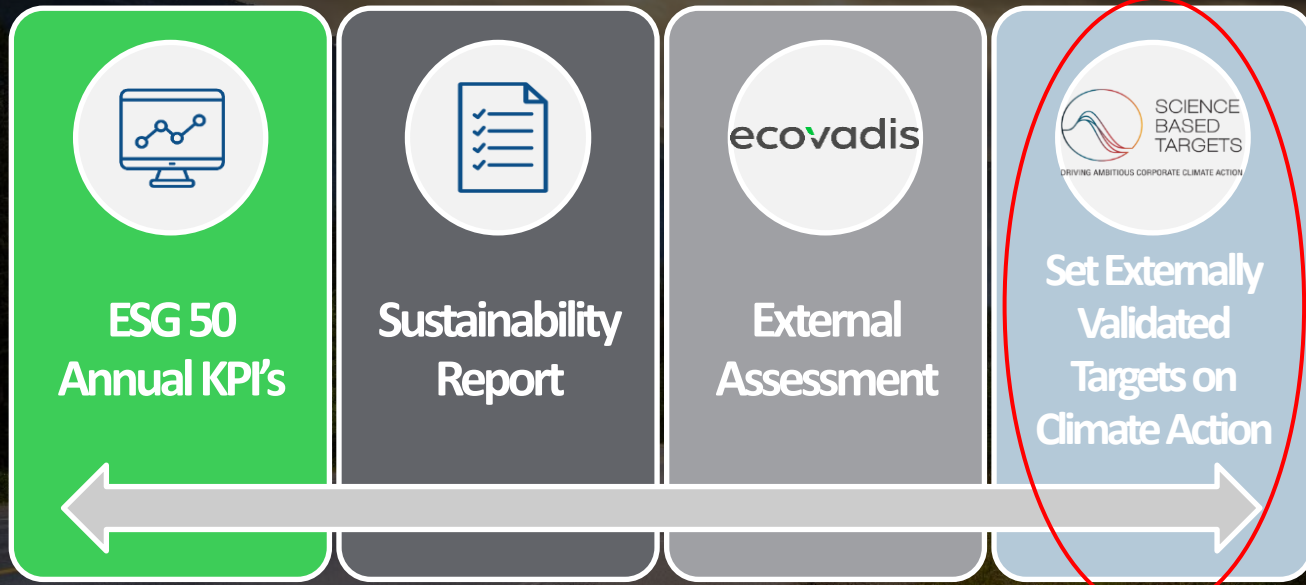 ESG 50
Annual KPI's
Sustainability
Report
ecovadis
External
Assessment
SCIENCE
BASED
TARGETS
DRIVING AMBITIOUS CORPORATE CLIMATE ACTION
Set Externally
Validated
Targets on
Climate Action